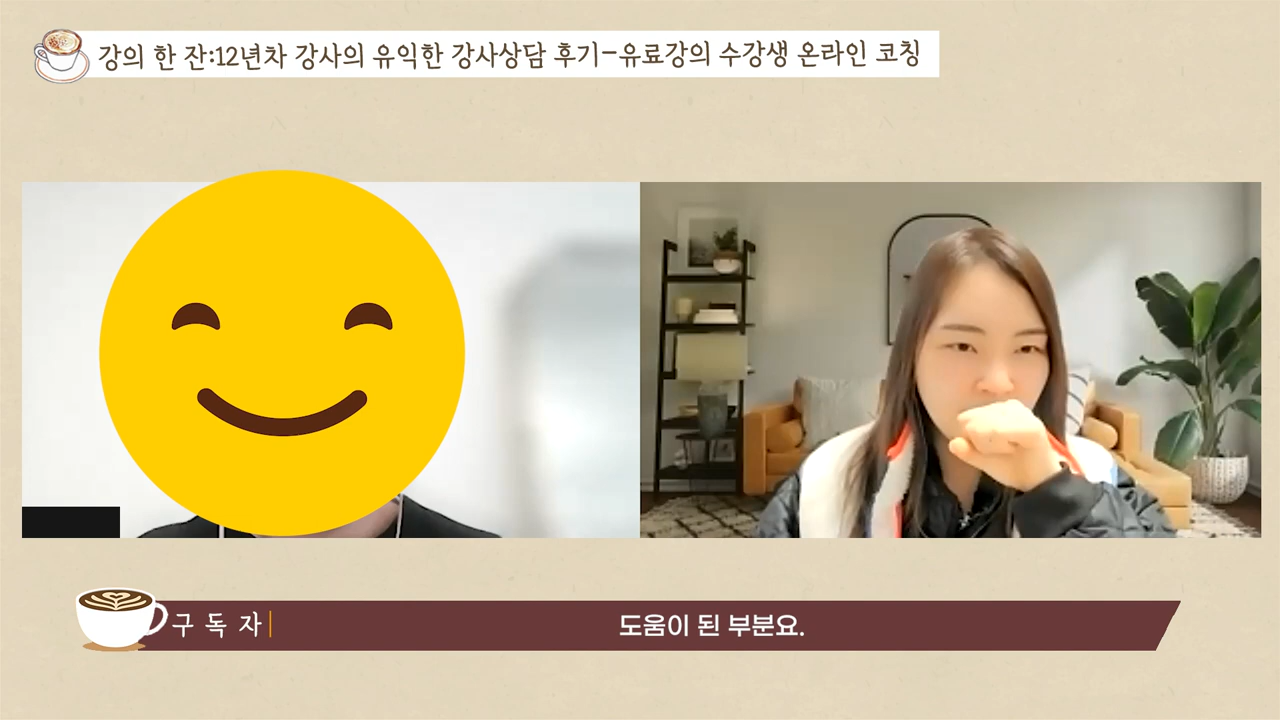 강의 한 잔:12년차 강사의 유익한 강사상담 후기-유료강의 수강생 온라인 코칭
구독자
도움이 된 부분요.